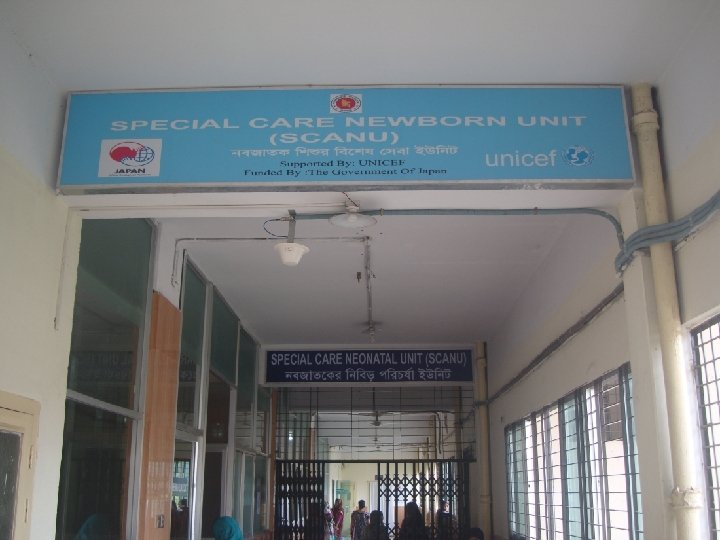 SPECIAL CARE NEWBORN UNIT
(SCANU)
নবজাতক শিশুর বিশেষ সেবা ইউনিট
Supported By: UNICEF
Funded By :The Government Of Japan
JAPAN
unicef
SPECIAL CARE NEONATAL UNIT (SCANU)
নবজাতকের নিবিড় পরিচর্যা ইউনিট